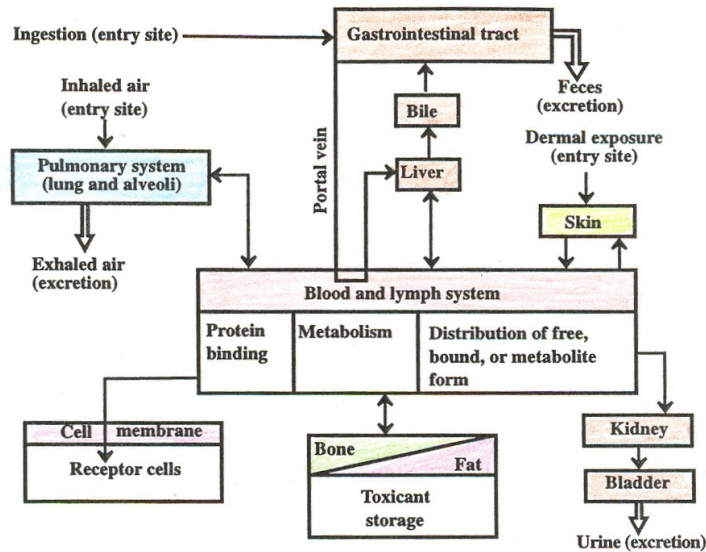 Ingestion (entry site)
Gastrointestinal tract
Feces
(excretion)
Inhaled air
(entry site)
Bile
Dermal exposure
(entry site)
Pulmonary system
(lung and alveoli)
Portal vein
Liver
Skin
Exhaled air
(excretion)
Blood and lymph system
Protein
binding
Metabolism
Distribution of free,
bound, or metabolite
form
Cell membrane
Receptor cells
Bone
Fat
Toxicant
storage
Kidney
Bladder
Urine (excretion)